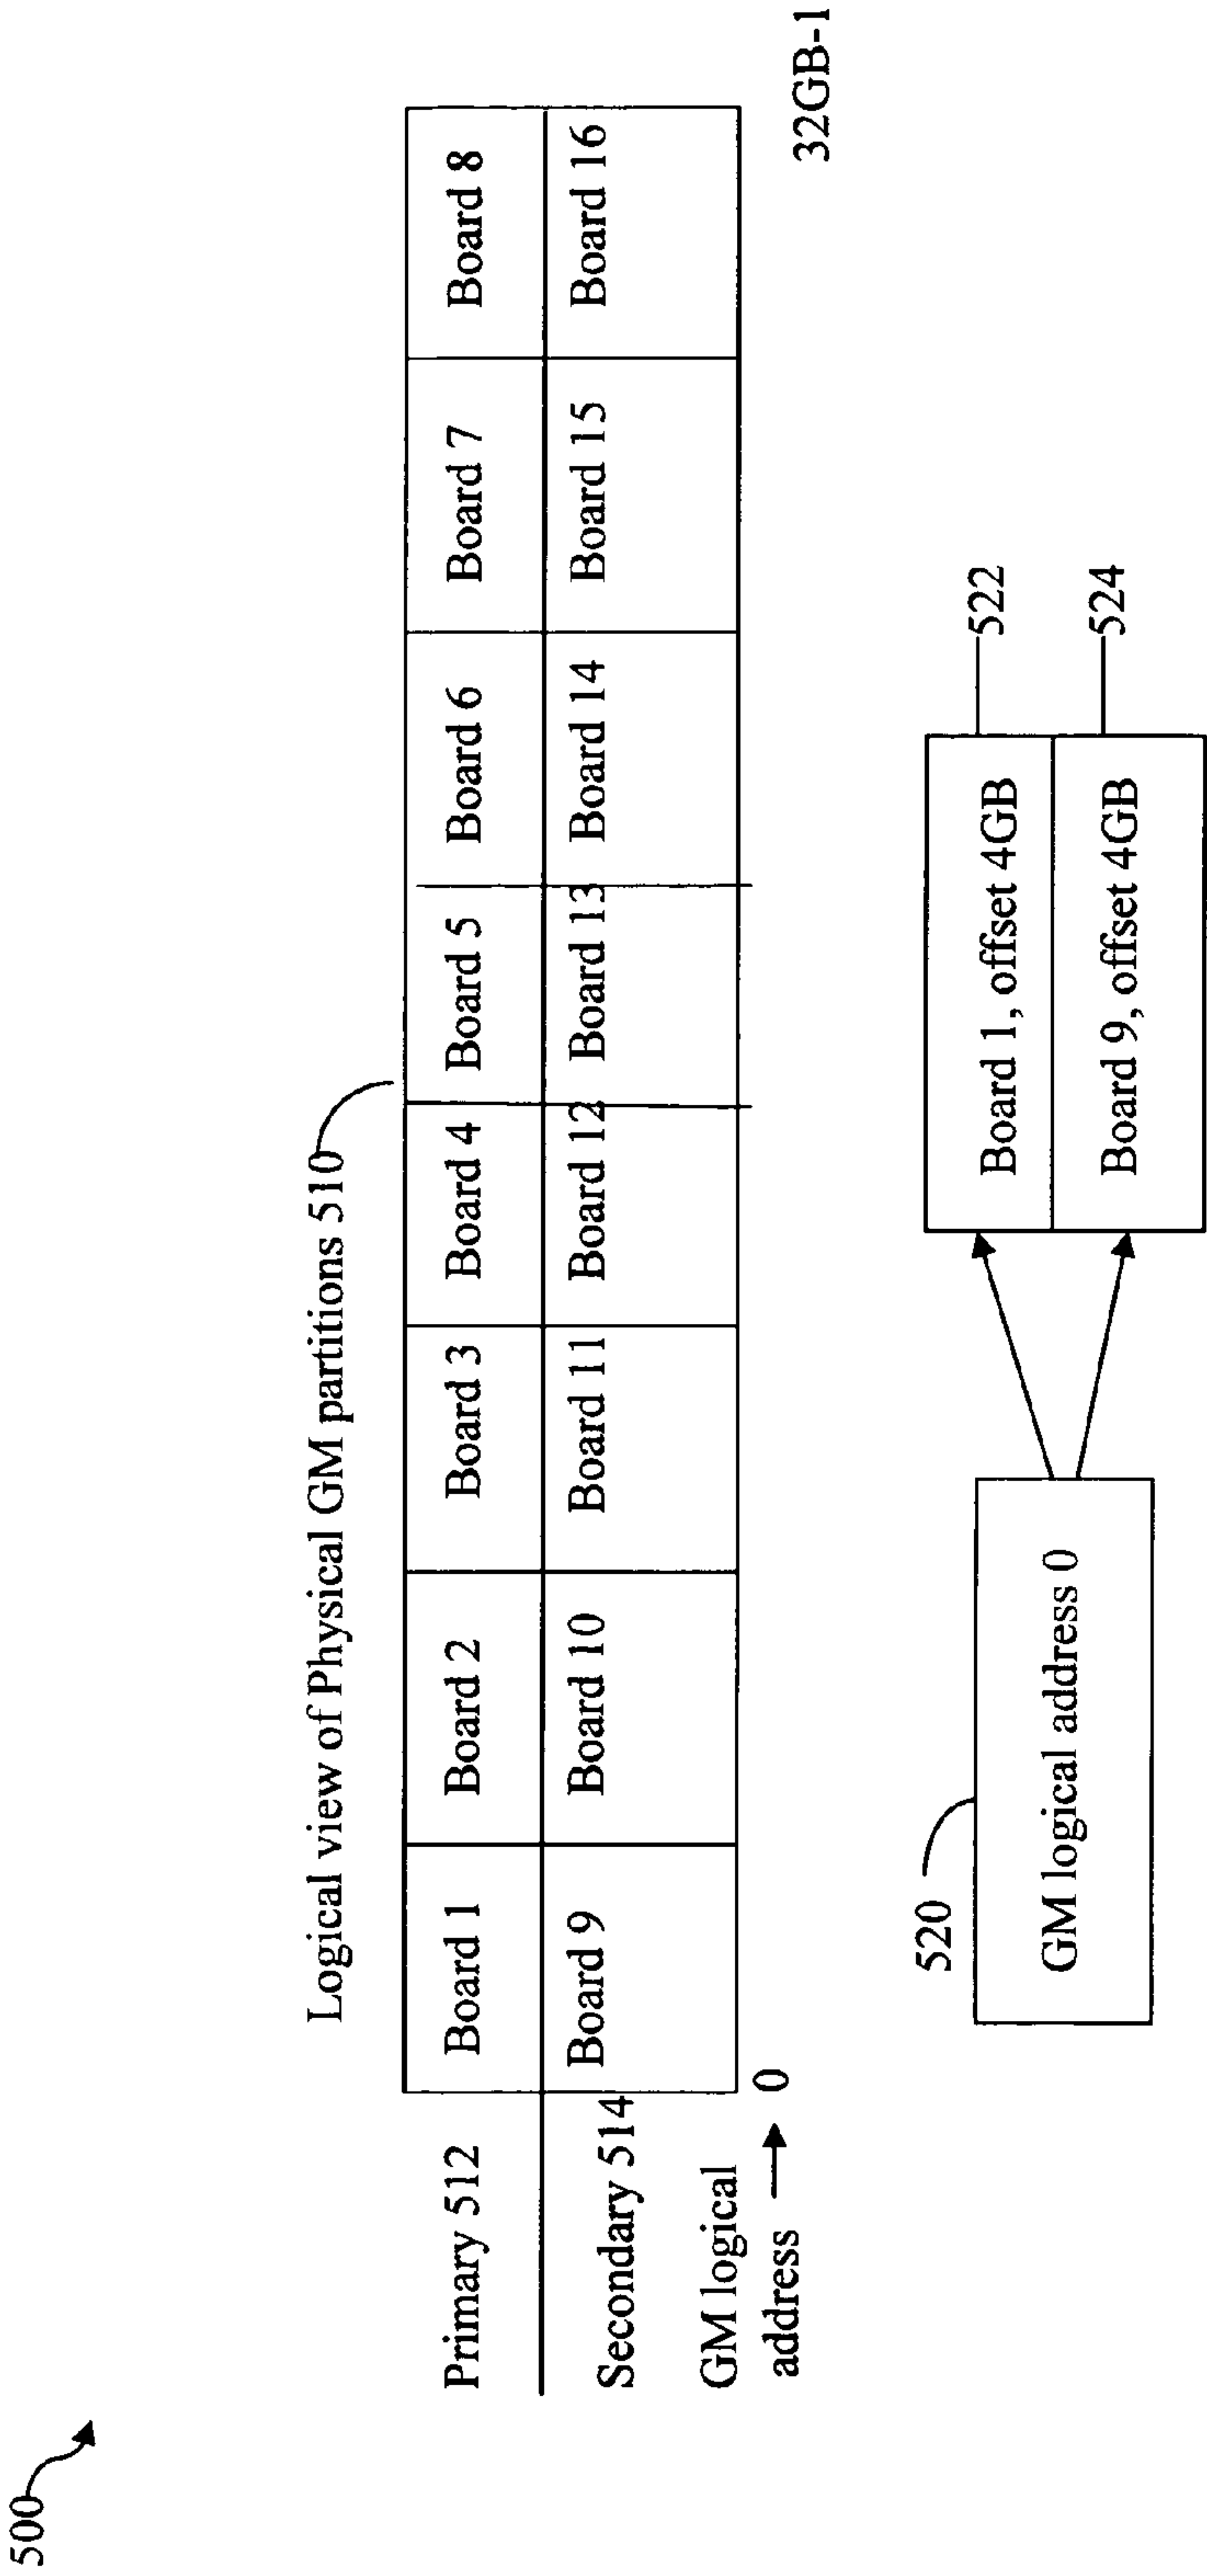 500
Logical view of Physical GM partitions 510
Primary 512
Board 1
Board 2
Board 3
Board 4
Board 5
Board 6
Board 7
Board 8
Secondary 514
Board 9
Board 10
Board 11
Board 12
Board 13
Board 14
Board 15
Board 16
GM logical
address
0
32GB-1
520
GM logical address 0
Board 1, offset 4GB
522
Board 9, offset 4GB
524